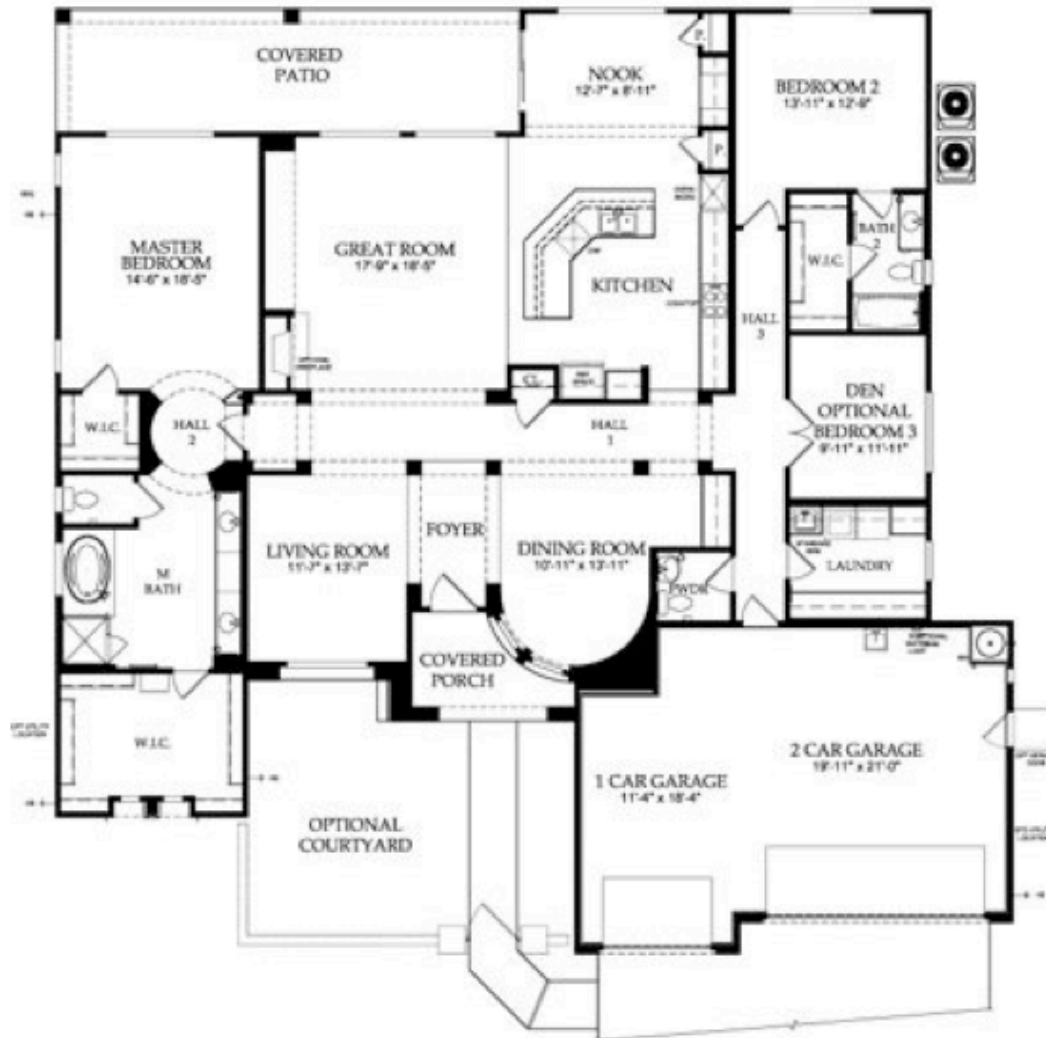 COVERED
PATIO
NOOK
12'-7" x 8'-11"
P.
BEDROOM 2
13'-11" x 12'-9"
P.
MASTER
BEDROOM
14'-6" x 18'-5"
GREAT ROOM
17'-9" x 18'-5"
KITCHEN
W.I.C.
BATH
2
HALL
3
OPTIONAL
FIREPLACE
CL.
DEN
OPTIONAL
BEDROOM 3
9'-11" x 11'-11"
W.I.C.
HALL
2
HALL
1
LIVING ROOM
11'-7" x 13'-7"
FOYER
DINING ROOM
10'-11" x 13'-11"
LAUNDRY
M
BATH
PWDR
COVERED
PORCH
W.I.C.
1 CAR GARAGE
11'-4" x 18'-4"
2 CAR GARAGE
19'-11" x 21'-0"
OPTIONAL
COURTYARD